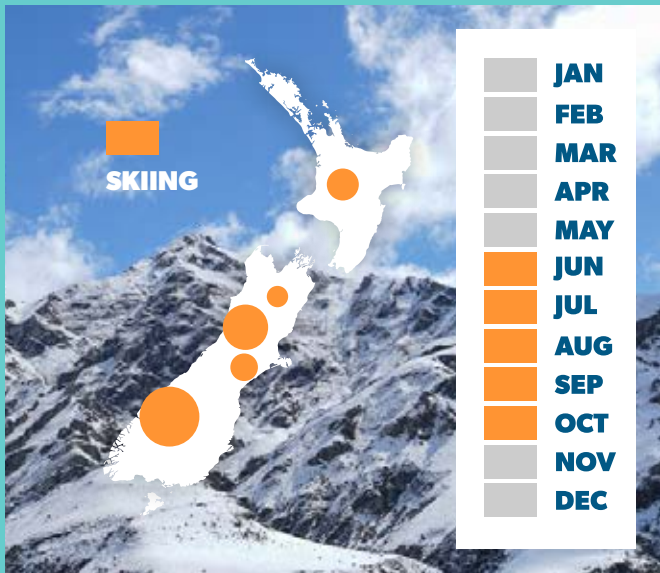 SKIING
JAN
FEB
MAR
APR
MAY
JUN
JUL
AUG
SEP
OCT
NOV
DEC